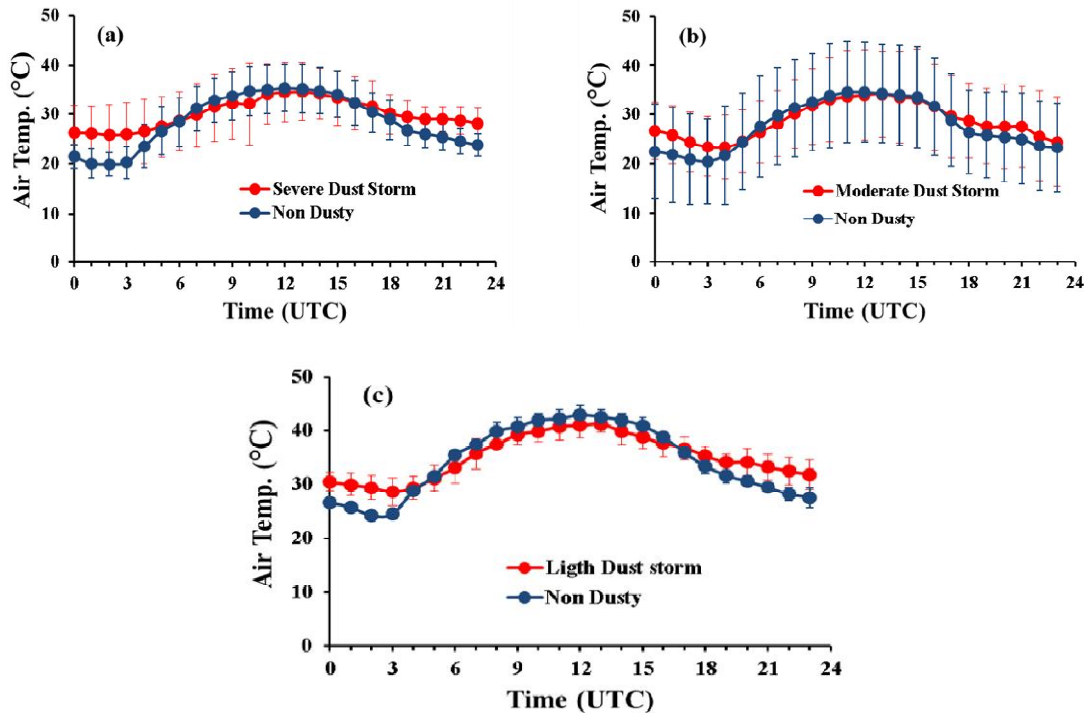 (a)
Air Temp. (°C)
50
40
30
20
10
0
Severe Dust Storm
Non Dusty
0 3 6 9 12 15 18 21 24
Time (UTC)
(b)
Air Temp. (°C)
50
40
30
20
10
0
Moderate Dust Storm
Non Dusty
0 3 6 9 12 15 18 21 24
Time (UTC)
(c)
Air Temp. (°C)
50
40
30
20
10
0
Ligth Dust storm
Non Dusty
0 3 6 9 12 15 18 21 24
Time (UTC)